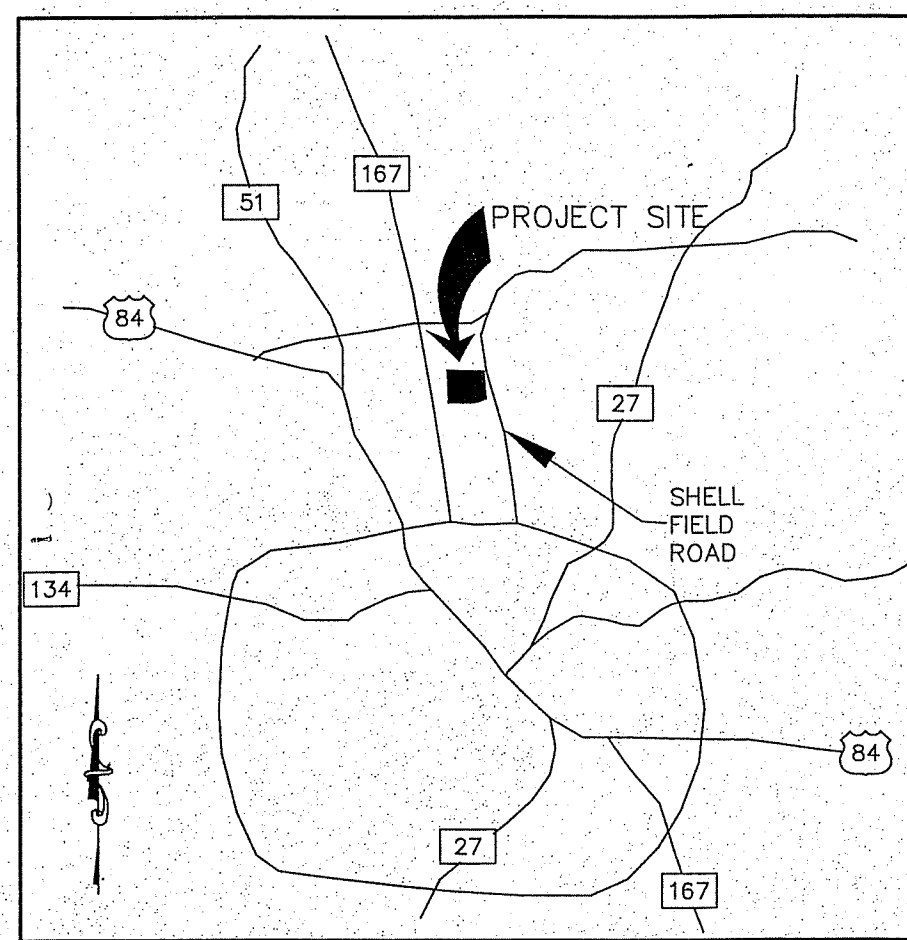 167
51
PROJECT SITE
84
27
SHELL
FIELD
ROAD
134
84
27
167